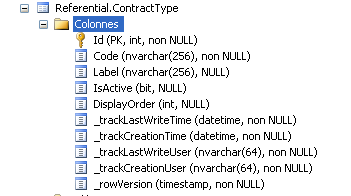 Referential.ContractType
Colonnes
Id (PK, int, non NULL)
Code (nvarchar(256), non NULL)
Label (nvarchar(256), non NULL)
IsActive (bit, NULL)
DisplayOrder (int, NULL)
_trackLastWriteTime (datetime, non NULL)
_trackCreationTime (datetime, non NULL)
_trackLastWriteUser (nvarchar(64), non NULL)
_trackCreationUser (nvarchar(64), non NULL)
_rowVersion (timestamp, non NULL)